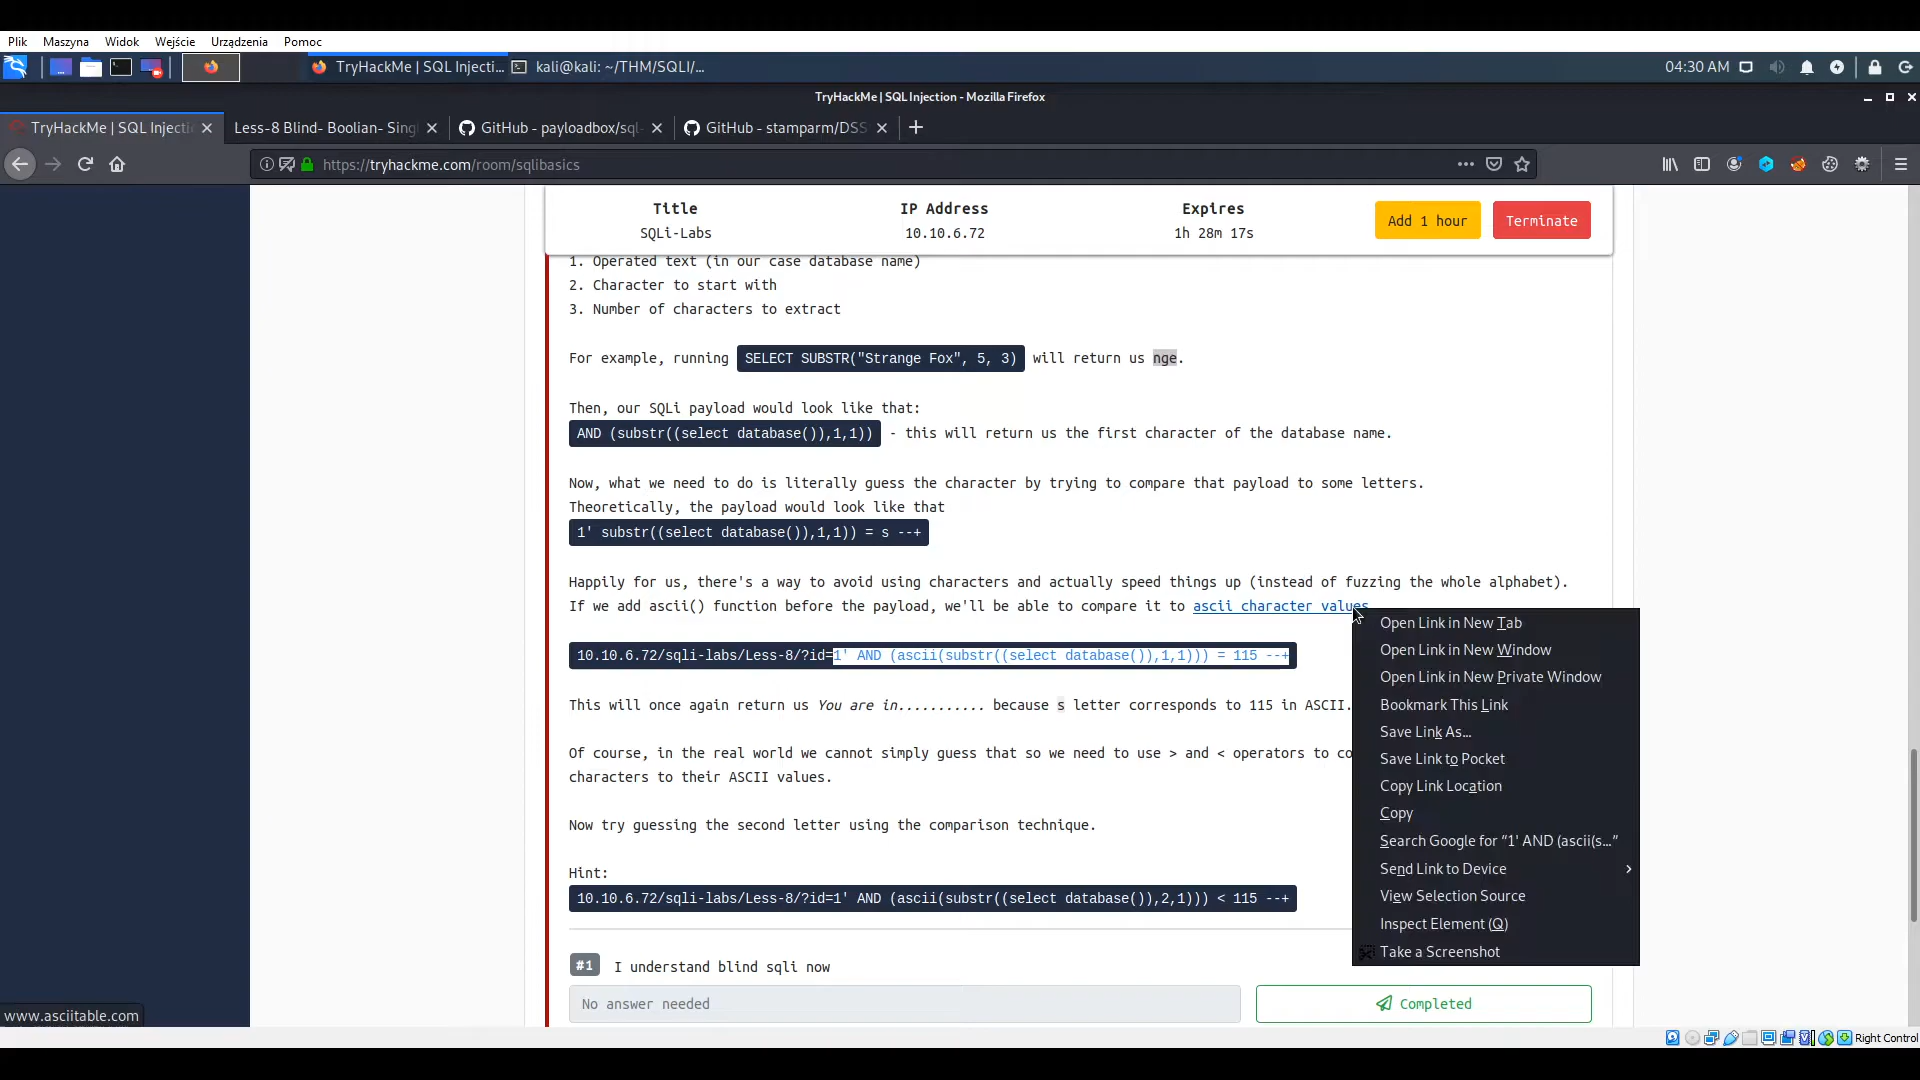 Plik Maszyna Widok Wejście Urządzenia Pomoc
TryHackMe | SQL Injecti... kali@kali: ~/THM/SQLI/... 04:30 AM
TryHackMe | SQL Injection - Mozilla Firefox
TryHackMe | SQL Injecti Less-8 Blind- Boolian- Sing GitHub - payloadbox/sql- GitHub - stamparm/DSS
https://tryhackme.com/room/sqlibasics
Title IP Address Expires
SQLi-Labs 10.10.6.72 1h 28m 17s
Add 1 hour Terminate
1. Operated text (in our case database name)
2. Character to start with
3. Number of characters to extract
For example, running SELECT SUBSTR("Strange Fox", 5, 3) will return us nge.
Then, our SQLi payload would look like that:
AND (substr((select database()),1,1)) - this will return us the first character of the database name.
Now, what we need to do is literally guess the character by trying to compare that payload to some letters.
Theoretically, the payload would look like that
1' substr((select database()),1,1)) = s --+
Happily for us, there's a way to avoid using characters and actually speed things up (instead of fuzzing the whole alphabet).
If we add ascii() function before the payload, we'll be able to compare it to ascii character values
10.10.6.72/sqli-labs/Less-8/?id=1' AND (ascii(substr((select database()),1,1))) = 115 --+
This will once again return us You are in........... because s letter corresponds to 115 in ASCII.
Of course, in the real world we cannot simply guess that so we need to use > and < operators to co
characters to their ASCII values.
Now try guessing the second letter using the comparison technique.
Hint:
10.10.6.72/sqli-labs/Less-8/?id=1' AND (ascii(substr((select database()),2,1))) < 115 --+
#1 I understand blind sqli now
No answer needed Completed
Open Link in New Tab
Open Link in New Window
Open Link in New Private Window
Bookmark This Link
Save Link As...
Save Link to Pocket
Copy Link Location
Copy
Search Google for “1' AND (ascii(s...”
Send Link to Device
View Selection Source
Inspect Element (Q)
Take a Screenshot
www.asciitable.com
Right Control